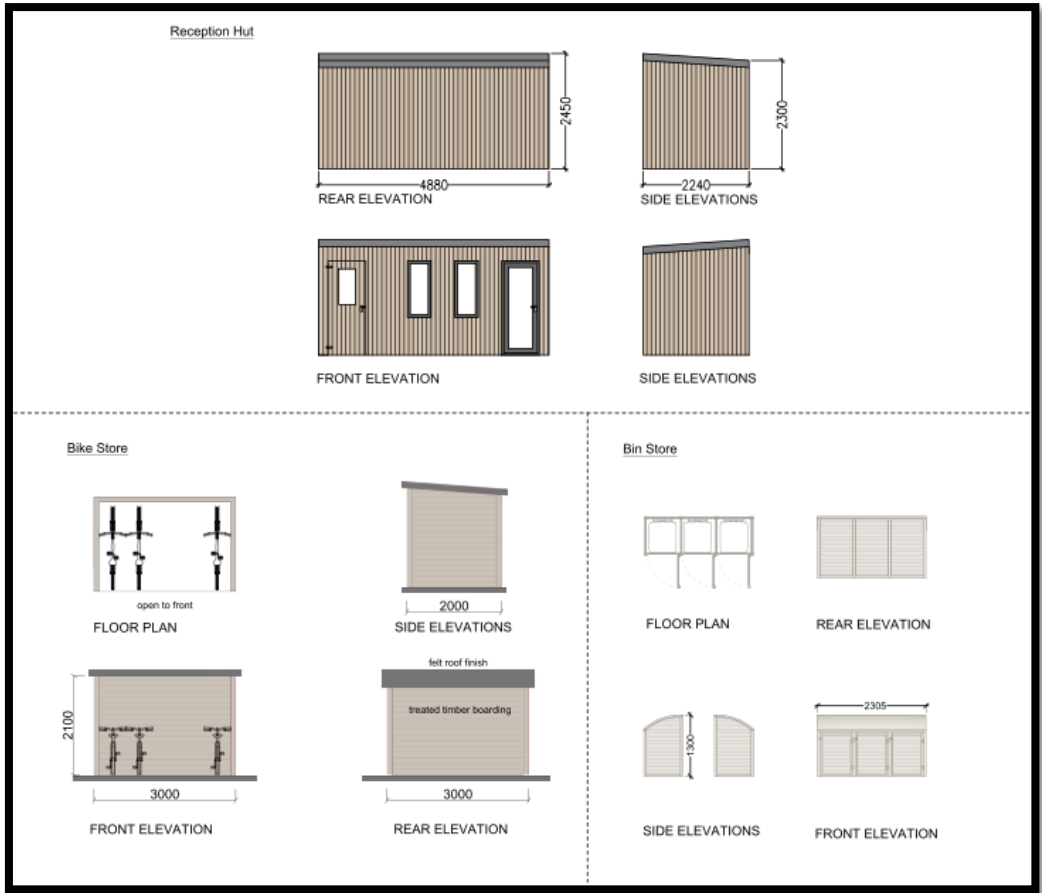 Reception Hut
2450
2300
4880
2240
REAR ELEVATION
SIDE ELEVATIONS
FRONT ELEVATION
SIDE ELEVATIONS
Bike Store
open to front
FLOOR PLAN
2000
SIDE ELEVATIONS
felt roof finish
treated timber boarding
2100
3000
3000
FRONT ELEVATION
REAR ELEVATION
Bin Store
FLOOR PLAN
REAR ELEVATION
2305
1300
SIDE ELEVATIONS
FRONT ELEVATION